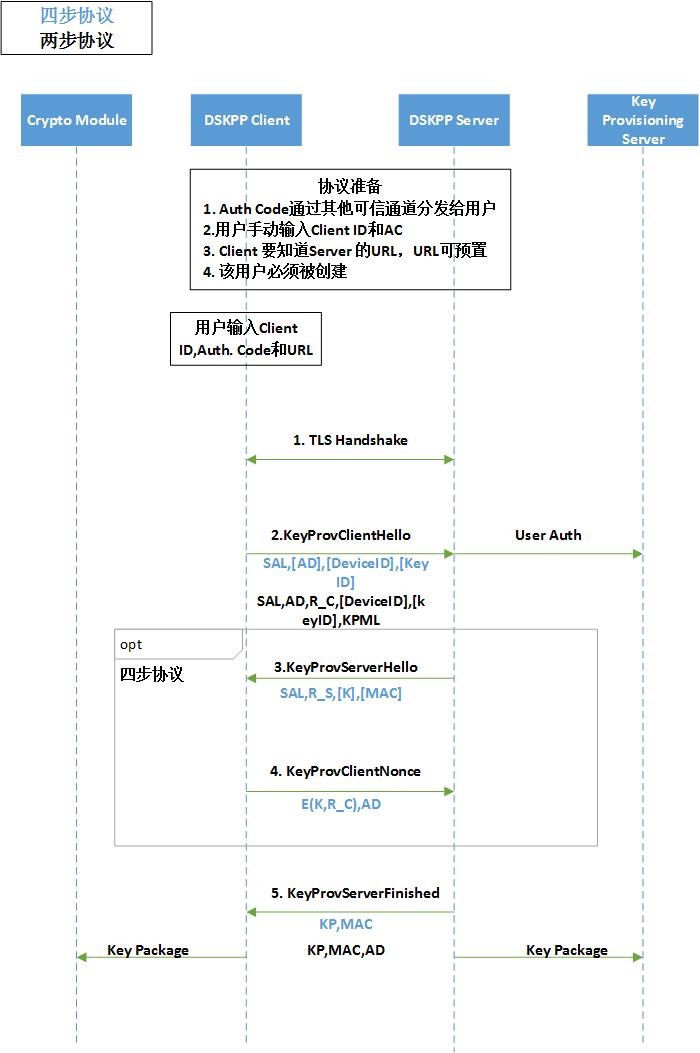 四步协议
两步协议
Crypto Module
DSKPP Client
DSKPP Server
Key
Provisioning
Server
协议准备
1. Auth Code通过其他可信通道分发给用户
2.用户手动输入Client ID和AC
3. Client 要知道Server 的URL，URL可预置
4. 该用户必须被创建
用户输入Client
ID,Auth. Code和URL
1. TLS Handshake
2.KeyProvClientHello
User Auth
SAL,[AD],[DeviceID],[Key
ID]
SAL,AD,R_C,[DeviceID],[k
eyID],KPML
opt
四步协议
3.KeyProvServerHello
SAL,R_S,[K],[MAC]
4. KeyProvClientNonce
E(K,R_C),AD
5. KeyProvServerFinished
KP,MAC
Key Package
KP,MAC,AD
Key Package